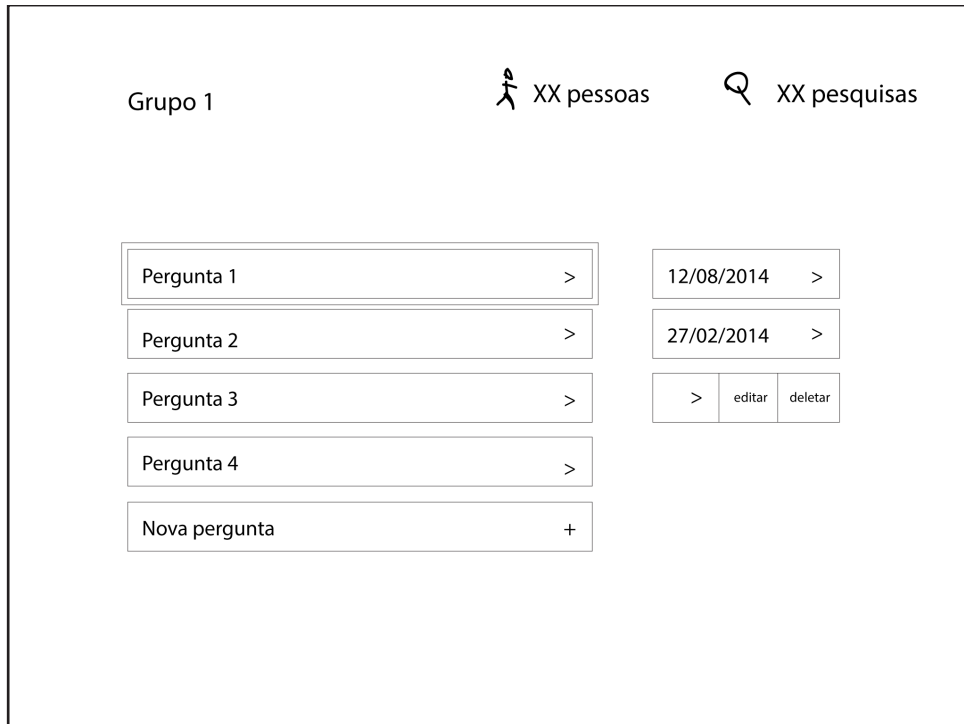 Grupo 1
XX pessoas
XX pesquisas
Pergunta 1 >
12/08/2014 >
Pergunta 2 >
27/02/2014 >
Pergunta 3 >
> editar deletar
Pergunta 4 >
Nova pergunta +